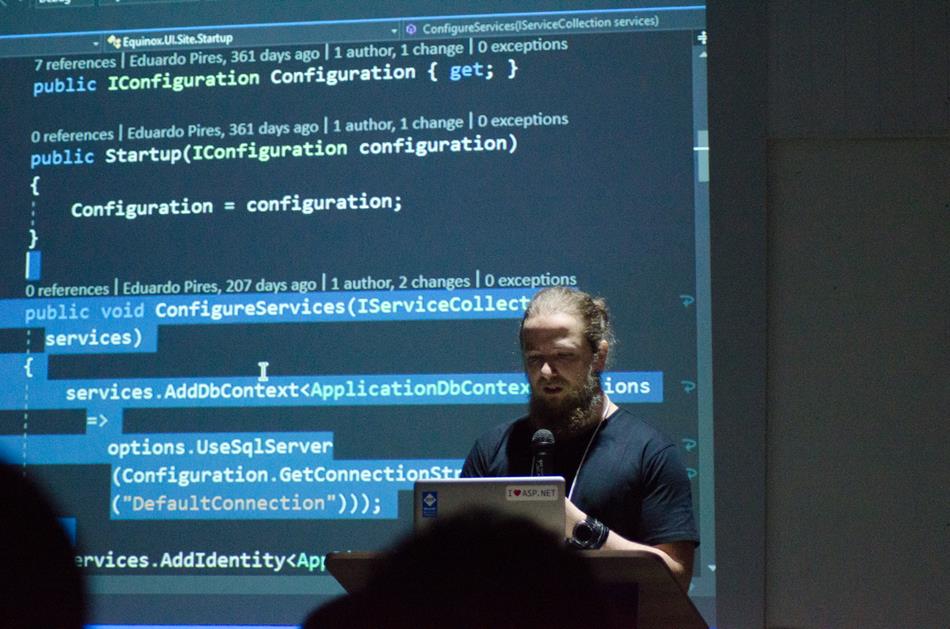 Equinox.UI.Site.Startup
ConfigureServices(IServiceCollection services)
7 references | Eduardo Pires, 361 days ago | 1 author, 1 change | 0 exceptions
public IConfiguration Configuration { get; }
0 references | Eduardo Pires, 361 days ago | 1 author, 1 change | 0 exceptions
public Startup(IConfiguration configuration)
{
Configuration = configuration;
}
0 references | Eduardo Pires, 207 days ago | 1 author, 2 changes | 0 exceptions
public void ConfigureServices(IServiceCollect
services)
{
services.AddDbContext<ApplicationDbContex ions
=>
options.UseSqlServer
(Configuration.GetConnectionStr
("DefaultConnection")));
ervices.AddIdentity<App
I ❤ ASP.NET